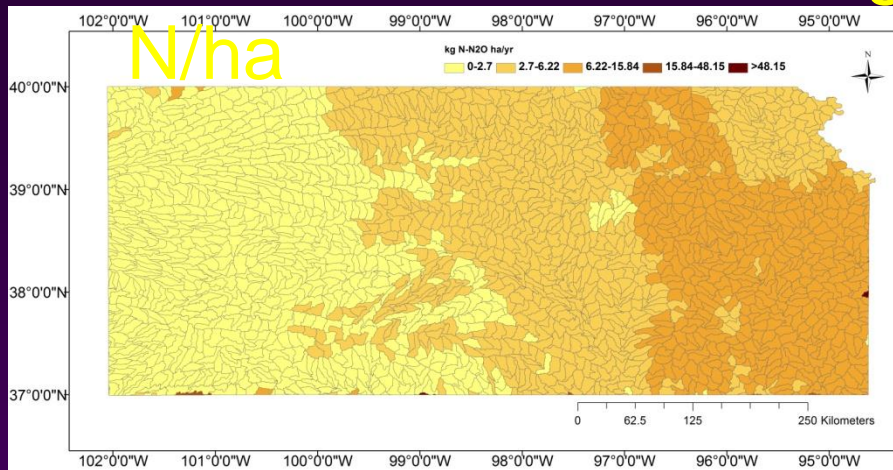 102°0'0"W 101°0'0"W 100°0'0"W 99°0'0"W 98°0'0"W 97°0'0"W 96°0'0"W 95°0'0"W
N/ha
kg N-N2O ha/yr
0-2.7 2.7-6.22 6.22-15.84 15.84-48.15 >48.15
N
40°0'0"N
39°0'0"N
38°0'0"N
37°0'0"N
0 62.5 125 250 Kilometers
102°0'0"W 101°0'0"W 100°0'0"W 99°0'0"W 98°0'0"W 97°0'0"W 96°0'0"W 95°0'0"W